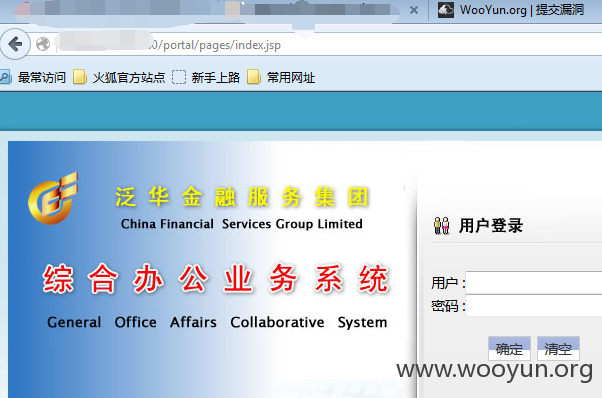 WooYun.org | 提交漏洞
0/portal/pages/index.jsp
最常访问 火狐官方站点 新手上路 常用网址
泛华金融服务集团
China Financial Services Group Limited
综合办公业务系统
General Office Affairs Collaborative System
用户登录
用户:
密码:
确定 清空
www.wooyun.org